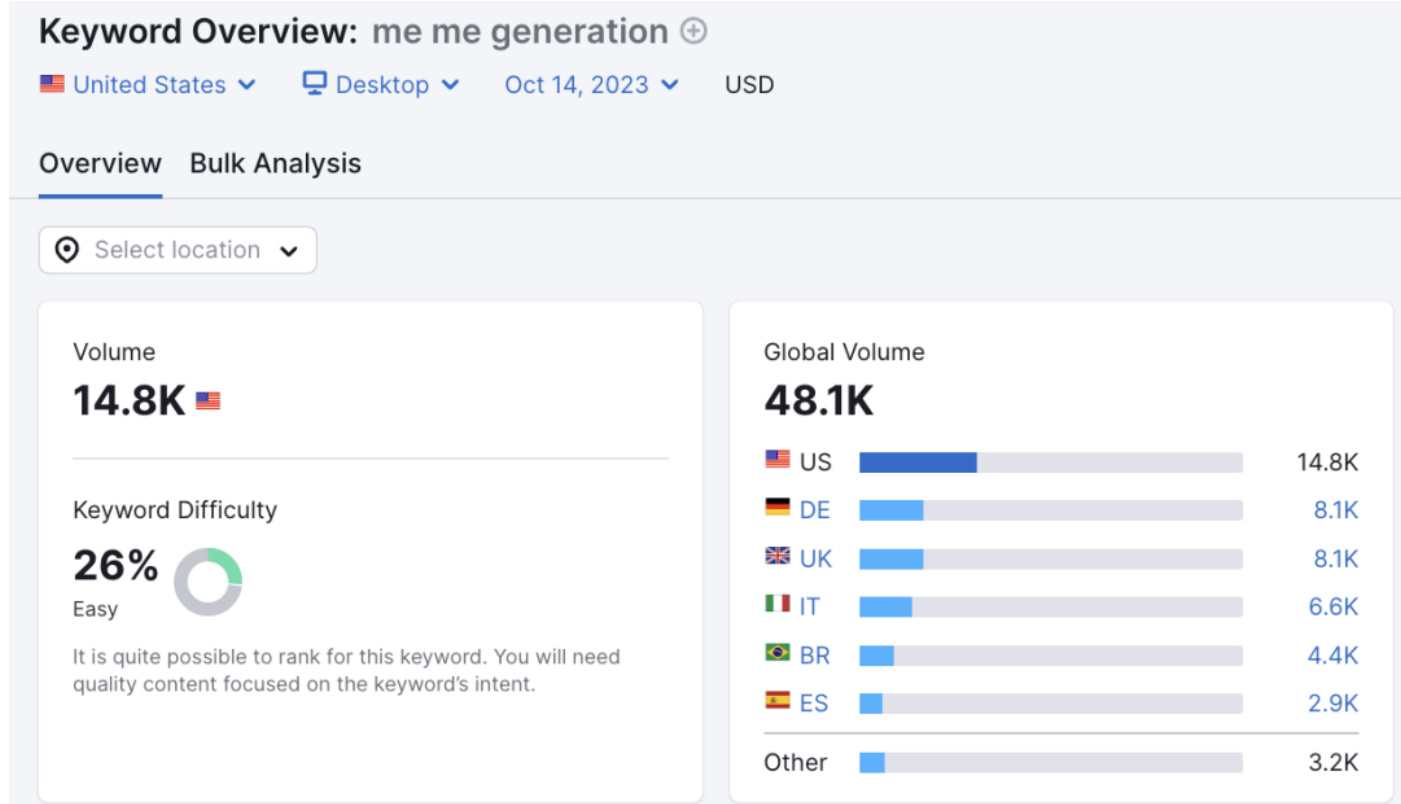 Keyword Overview: me me generation
United States Desktop Oct 14, 2023 USD
Overview Bulk Analysis
Select location
Volume
14.8K
Keyword Difficulty
26%
Easy
It is quite possible to rank for this keyword. You will need
quality content focused on the keyword's intent.
Global Volume
48.1K
US 14.8K
DE 8.1K
UK 8.1K
IT 6.6K
BR 4.4K
ES 2.9K
Other 3.2K